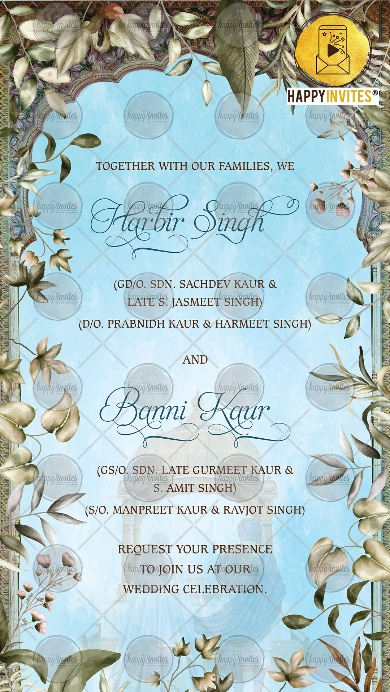 HAPPYINVITES®
TOGETHER WITH OUR FAMILIES, WE
Harbir Singh
(GD/O. SDN. SACHDEV KAUR &
LATE S. JASMEET SINGH)
(D/O. PRABNIDH KAUR & HARMEET SINGH)
AND
Banni Kaur
(GS/O. SDN. LATE GURMEET KAUR &
S. AMIT SINGH)
(S/O. MANPREET KAUR & RAVJOT SINGH)
REQUEST YOUR PRESENCE
TO JOIN US AT OUR
WEDDING CELEBRATION.
happy invites